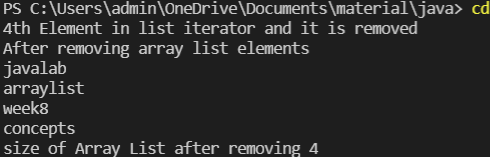 PS C:\Users\admin\OneDrive\Documents\material\java> cd
4th Element in list iterator and it is removed
After removing array list elements
javalab
arraylist
week8
concepts
size of Array List after removing 4